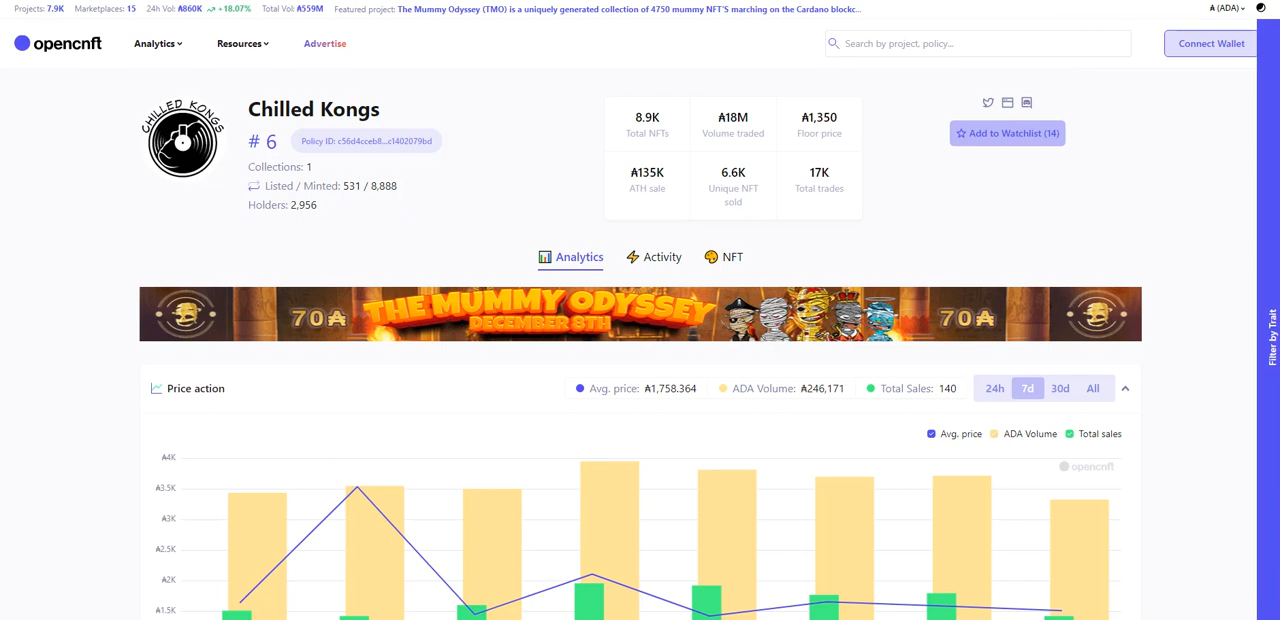 Projects: 7.9K Marketplaces: 15 24h Vol: ₳860K +18.07% Total Vol: ₳559M Featured project: The Mummy Odyssey (TMO) is a uniquely generated collection of 4750 mummy NFT'S marching on the Cardano blockc... ₳ (ADA)
opencnft Analytics Resources Advertise Search by project, policy... Connect Wallet
CHILLED KONGS
Chilled Kongs
# 6 Policy ID: c56d4cceb8...c1402079bd
Collections: 1
Listed / Minted: 531 / 8,888
Holders: 2,956
8.9K ₳18M ₳1,350
Total NFTs Volume traded Floor price
₳135K 6.6K 17K
ATH sale Unique NFT sold Total trades
Add to Watchlist (14)
Filter by Trait
Analytics Activity NFT
70₳ THE MUMMY ODYSSEY 70₳
DECEMBER 8TH
Price action Avg. price: ₳1,758.364 ADA Volume: ₳246,171 Total Sales: 140 24h 7d 30d All
Avg. price ADA Volume Total sales
opencnft
₳4K
₳3.5K
₳3K
₳2.5K
₳2K
₳1.5K